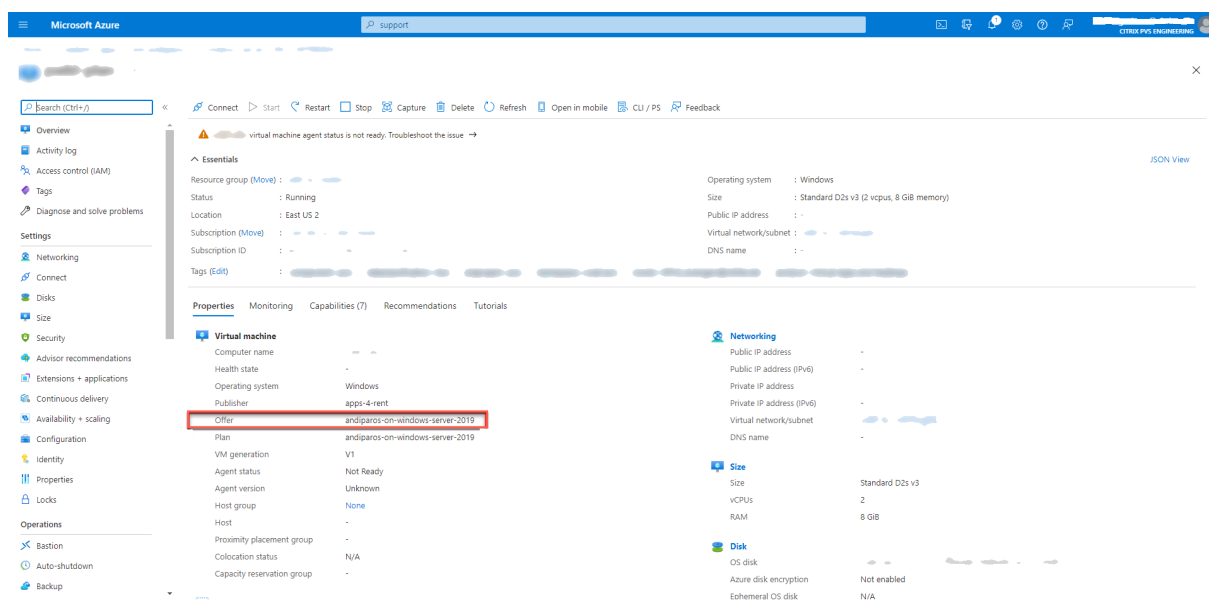 Microsoft Azure
support
1
CITRIX PVS ENGINEERING
Search (Ctrl+/)
«
Connect Start Restart Stop Capture Delete Refresh Open in mobile CLI / PS Feedback
virtual machine agent status is not ready. Troubleshoot the issue →
Overview
Activity log
Access control (IAM)
Tags
Diagnose and solve problems
Settings
Networking
Connect
Disks
Size
Security
Advisor recommendations
Extensions + applications
Continuous delivery
Availability + scaling
Configuration
Identity
Properties
Locks
Operations
Bastion
Auto-shutdown
Backup
Essentials
JSON View
Resource group (Move) :
Status : Running
Location : East US 2
Subscription (Move) :
Subscription ID :
Tags (Edit) :
Operating system : Windows
Size : Standard D2s v3 (2 vcpus, 8 GiB memory)
Public IP address : -
Virtual network/subnet :
DNS name : -
Properties Monitoring Capabilities (7) Recommendations Tutorials
Virtual machine
Computer name
Health state -
Operating system Windows
Publisher apps-4-rent
Offer andiparos-on-windows-server-2019
Plan andiparos-on-windows-server-2019
VM generation V1
Agent status Not Ready
Agent version Unknown
Host group None
Host -
Proximity placement group -
Colocation status N/A
Capacity reservation group -
Networking
Public IP address -
Public IP address (IPv6) -
Private IP address
Private IP address (IPv6) -
Virtual network/subnet
DNS name -
Size
Size Standard D2s v3
vCPUs 2
RAM 8 GiB
Disk
OS disk
Azure disk encryption Not enabled
Ephemeral OS disk N/A